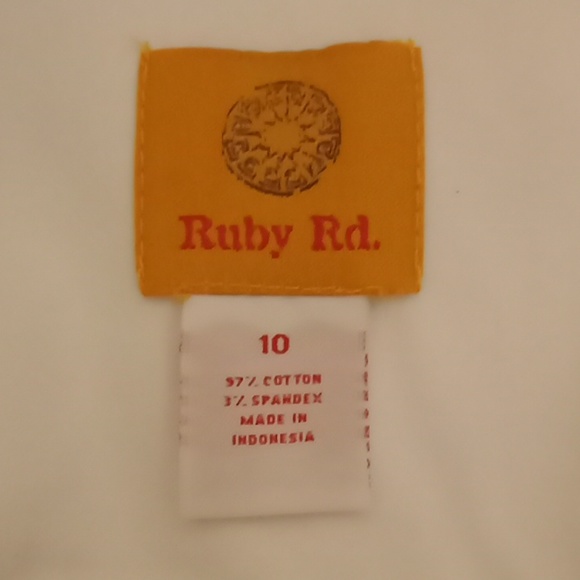 Ruby Rd.
10
97% COTTON
3% SPANDEX
MADE IN
INDONESIA